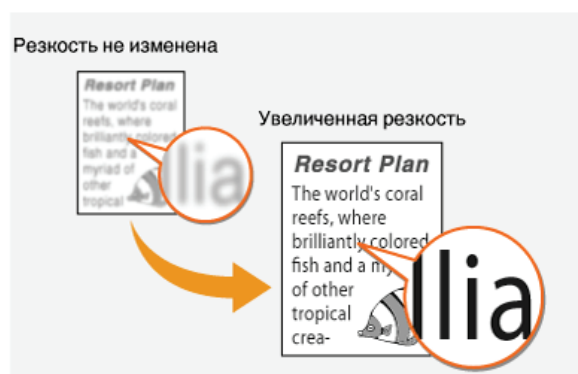 Резкость не изменена
Resort Plan
The world's coral
reefs, where
brilliantly colored
fish and a
myriad of
other
tropical
llia
Увеличенная резкость
Resort Plan
The world's coral
reefs, where
brilliantly colored
fish and a my
of other
tropical
crea-
llia